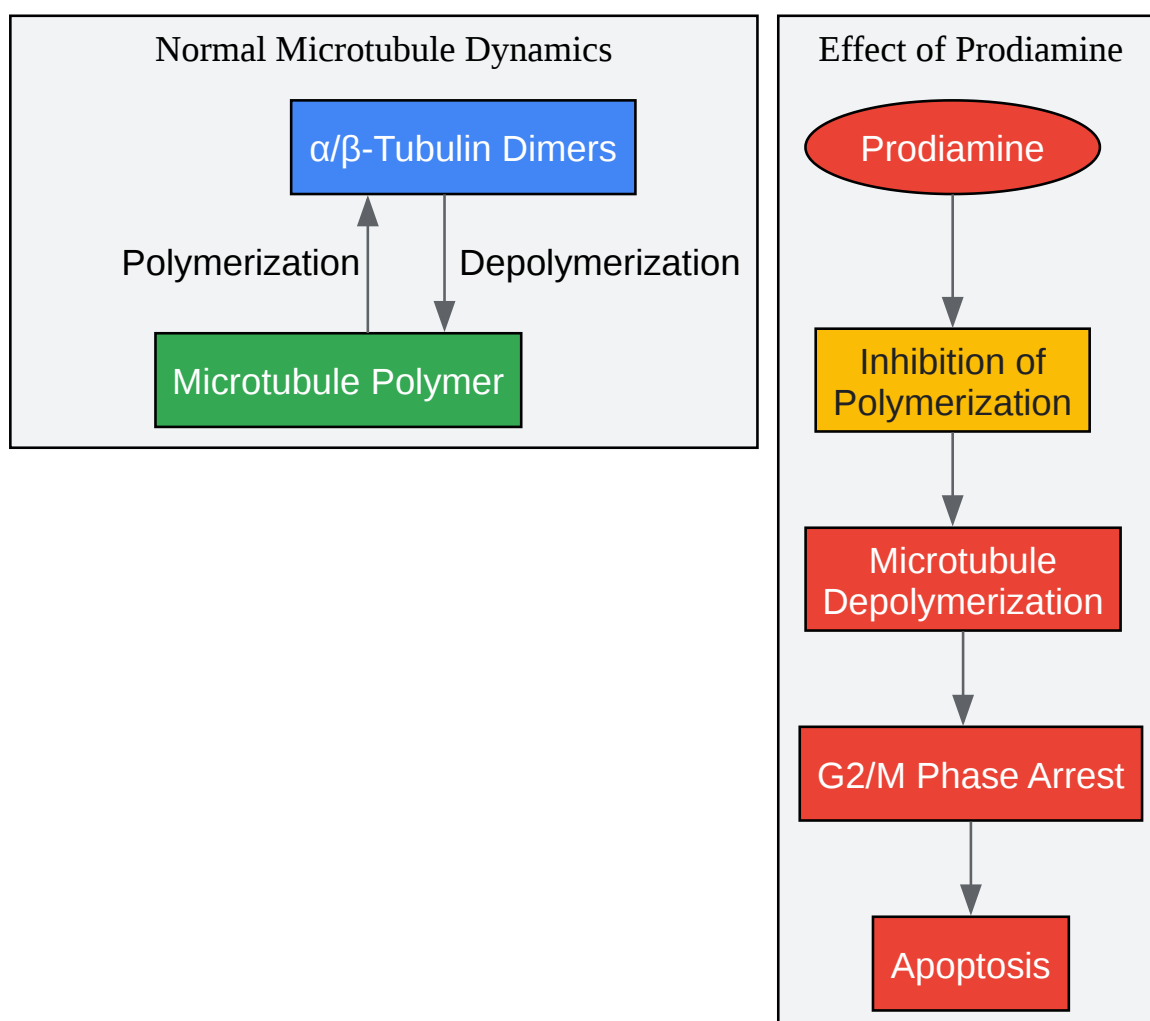 Normal Microtubule Dynamics
α/β-Tubulin Dimers
Polymerization
Depolymerization
Microtubule Polymer
Effect of Prodiamine
Prodiamine
Inhibition of
Polymerization
Microtubule
Depolymerization
G2/M Phase Arrest
Apoptosis